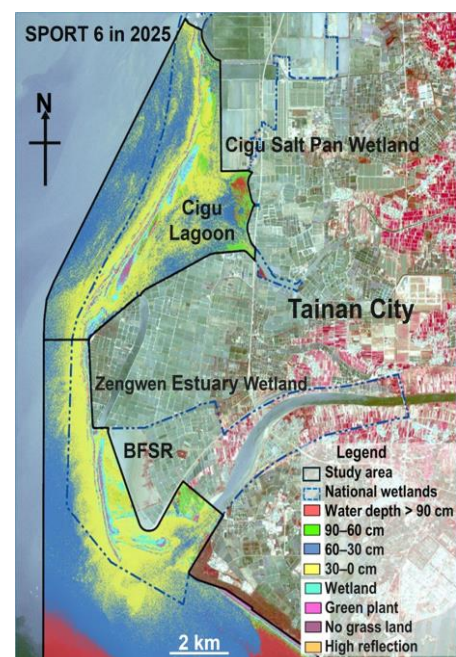 SPORT 6 in 2025
N
Cigu Salt Pan Wetland
Cigu
Lagoon
Tainan City
Zengwen Estuary Wetland
BFSR
Legend
Study area
National wetlands
Water depth > 90 cm
90–60 cm
60–30 cm
30–0 cm
Wetland
Green plant
No grass land
High reflection
2 km